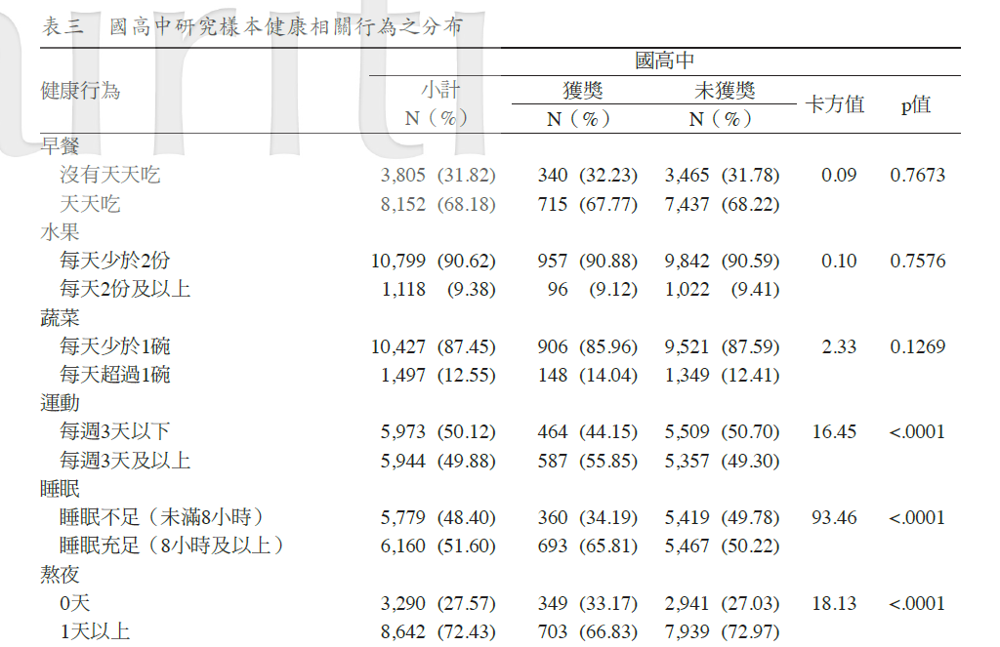 表三 國高中研究樣本健康相關行為之分布
國高中
健康行為 小計 獲獎 未獲獎 卡方值 p值
N（%） N（%） N（%）
早餐
沒有天天吃 3,805 (31.82) 340 (32.23) 3,465 (31.78) 0.09 0.7673
天天吃 8,152 (68.18) 715 (67.77) 7,437 (68.22)
水果
每天少於2份 10,799 (90.62) 957 (90.88) 9,842 (90.59) 0.10 0.7576
每天2份及以上 1,118 (9.38) 96 (9.12) 1,022 (9.41)
蔬菜
每天少於1碗 10,427 (87.45) 906 (85.96) 9,521 (87.59) 2.33 0.1269
每天超過1碗 1,497 (12.55) 148 (14.04) 1,349 (12.41)
運動
每週3天以下 5,973 (50.12) 464 (44.15) 5,509 (50.70) 16.45 <.0001
每週3天及以上 5,944 (49.88) 587 (55.85) 5,357 (49.30)
睡眠
睡眠不足（未滿8小時） 5,779 (48.40) 360 (34.19) 5,419 (49.78) 93.46 <.0001
睡眠充足（8小時及以上） 6,160 (51.60) 693 (65.81) 5,467 (50.22)
熬夜
0天 3,290 (27.57) 349 (33.17) 2,941 (27.03) 18.13 <.0001
1天以上 8,642 (72.43) 703 (66.83) 7,939 (72.97)